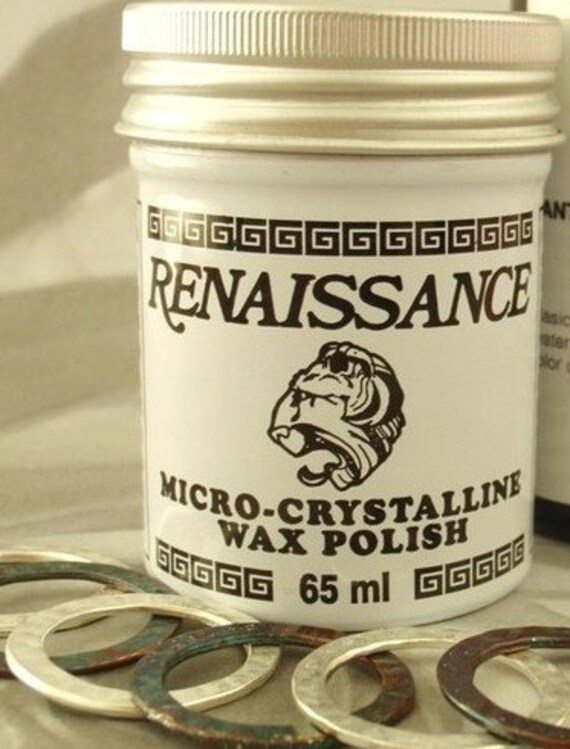 RENAISSANCE
MICRO-CRYSTALLINE
WAX POLISH
65 ml